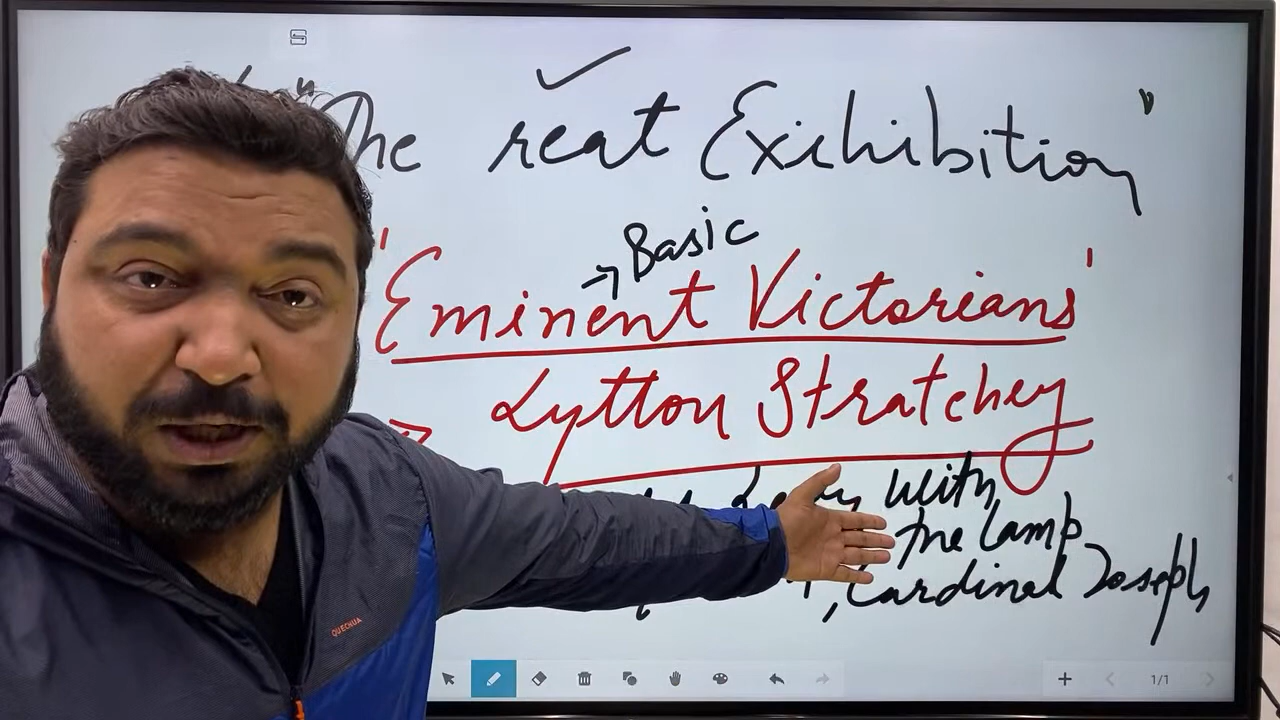 "The reat Exihibition"
→ Basic
'Eminent Victorians'
→ Lytton Stratchey
with
the lamp
, Cardinal Joseph
QUECHUA
1/1